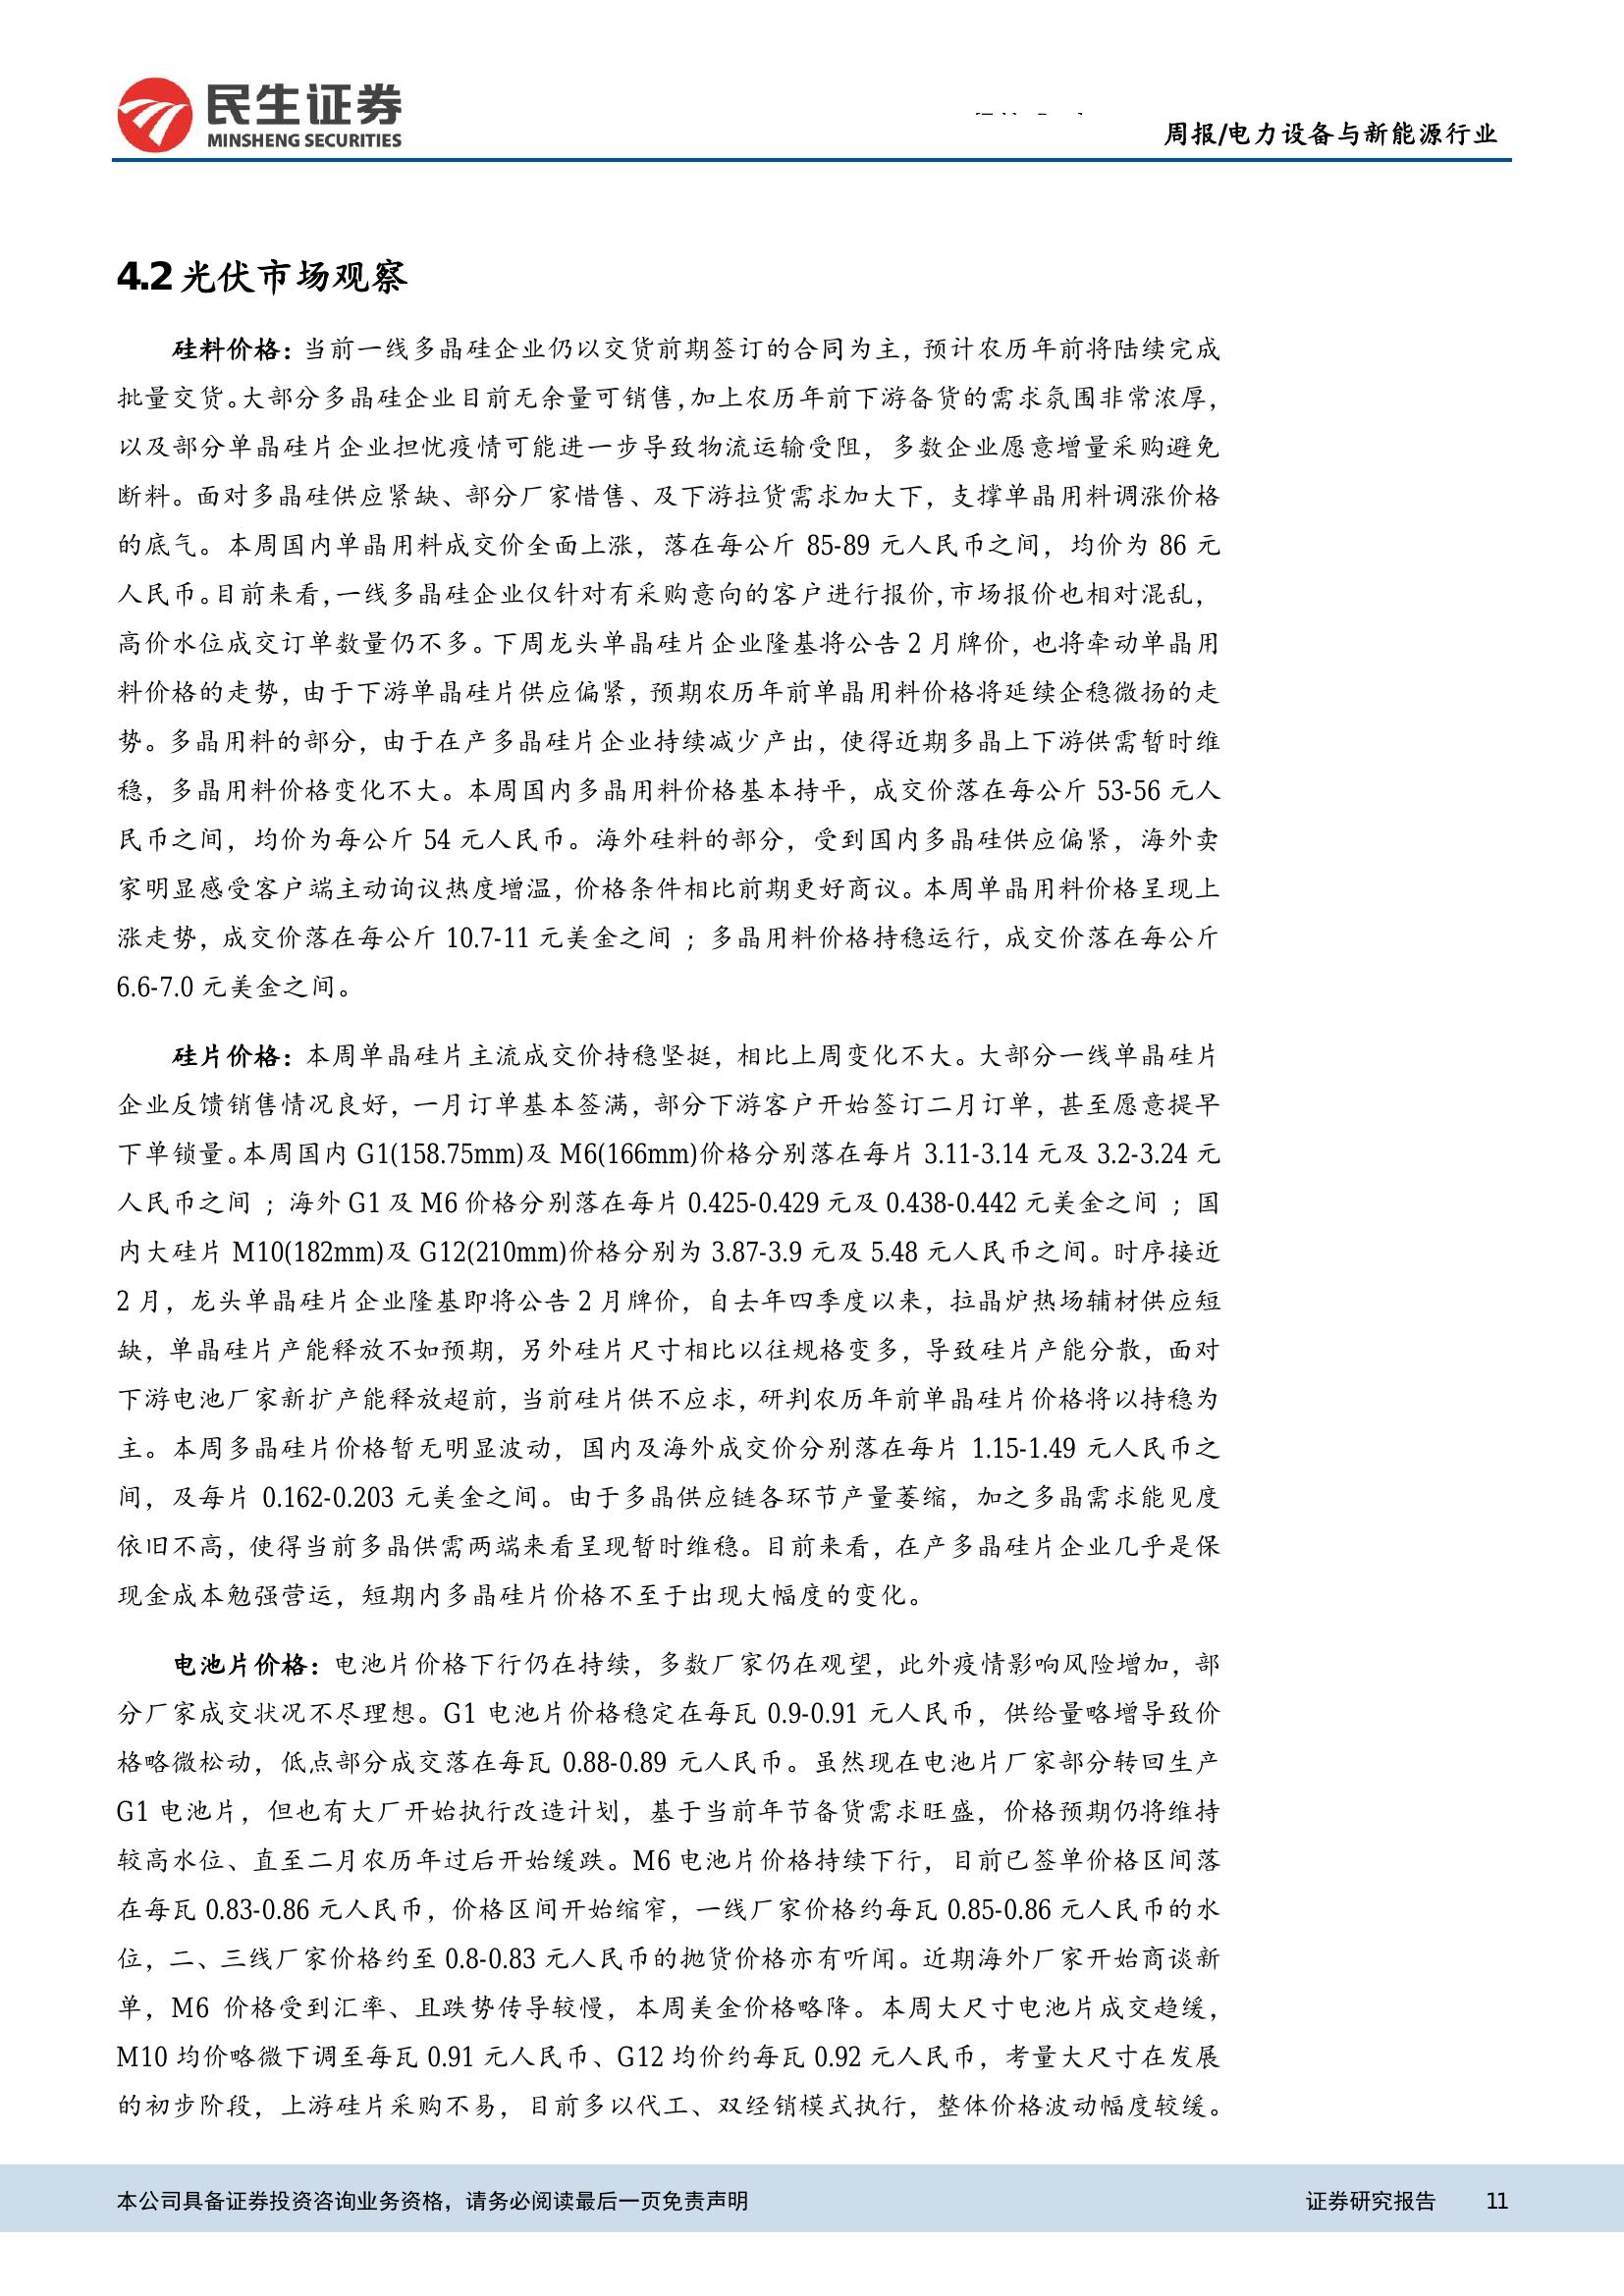 民生证券
MINSHENG SECURITIES
周报/电力设备与新能源行业
4.2 光伏市场观察
硅料价格：当前一线多晶硅企业仍以交货前期签订的合同为主，预计农历年前将陆续完成
批量交货。大部分多晶硅企业目前无余量可销售，加上农历年前下游备货的需求氛围非常浓厚，
以及部分单晶硅片企业担忧疫情可能进一步导致物流运输受阻，多数企业愿意增量采购避免
断料。面对多晶硅供应紧缺、部分厂家惜售、及下游拉货需求加大下，支撑单晶用料调涨价格
的底气。本周国内单晶用料成交价全面上涨，落在每公斤 85-89 元人民币之间，均价为 86 元
人民币。目前来看，一线多晶硅企业仅针对有采购意向的客户进行报价，市场报价也相对混乱，
高价水位成交订单数量仍不多。下周龙头单晶硅片企业隆基将公告 2 月牌价，也将牵动单晶用
料价格的走势，由于下游单晶硅片供应偏紧，预期农历年前单晶用料价格将延续企稳微扬的走
势。多晶用料的部分，由于在产多晶硅片企业持续减少产出，使得近期多晶上下游供需暂时维
稳，多晶用料价格变化不大。本周国内多晶用料价格基本持平，成交价落在每公斤 53-56 元人
民币之间，均价为每公斤 54 元人民币。海外硅料的部分，受到国内多晶硅供应偏紧，海外卖
家明显感受客户端主动询议热度增温，价格条件相比前期更好商议。本周单晶用料价格呈现上
涨走势，成交价落在每公斤 10.7-11 元美金之间 ；多晶用料价格持稳运行，成交价落在每公斤
6.6-7.0 元美金之间。
硅片价格：本周单晶硅片主流成交价持稳坚挺，相比上周变化不大。大部分一线单晶硅片
企业反馈销售情况良好，一月订单基本签满，部分下游客户开始签订二月订单，甚至愿意提早
下单锁量。本周国内 G1(158.75mm)及 M6(166mm)价格分别落在每片 3.11-3.14 元及 3.2-3.24 元
人民币之间 ；海外 G1 及 M6 价格分别落在每片 0.425-0.429 元及 0.438-0.442 元美金之间 ；国
内大硅片 M10(182mm)及 G12(210mm)价格分别为 3.87-3.9 元及 5.48 元人民币之间。时序接近
2 月，龙头单晶硅片企业隆基即将公告 2 月牌价，自去年四季度以来，拉晶炉热场辅材供应短
缺，单晶硅片产能释放不如预期，另外硅片尺寸相比以往规格变多，导致硅片产能分散，面对
下游电池厂家新扩产能释放超前，当前硅片供不应求，研判农历年前单晶硅片价格将以持稳为
主。本周多晶硅片价格暂无明显波动，国内及海外成交价分别落在每片 1.15-1.49 元人民币之
间，及每片 0.162-0.203 元美金之间。由于多晶供应链各环节产量萎缩，加之多晶需求能见度
依旧不高，使得当前多晶供需两端来看呈现暂时维稳。目前来看，在产多晶硅片企业几乎是保
现金成本勉强营运，短期内多晶硅片价格不至于出现大幅度的变化。
电池片价格：电池片价格下行仍在持续，多数厂家仍在观望，此外疫情影响风险增加，部
分厂家成交状况不尽理想。G1 电池片价格稳定在每瓦 0.9-0.91 元人民币，供给量略增导致价
格略微松动，低点部分成交落在每瓦 0.88-0.89 元人民币。虽然现在电池片厂家部分转回生产
G1 电池片，但也有大厂开始执行改造计划，基于当前年节备货需求旺盛，价格预期仍将维持
较高水位、直至二月农历年过后开始缓跌。M6 电池片价格持续下行，目前已签单价格区间落
在每瓦 0.83-0.86 元人民币，价格区间开始缩窄，一线厂家价格约每瓦 0.85-0.86 元人民币的水
位，二、三线厂家价格约至 0.8-0.83 元人民币的抛货价格亦有听闻。近期海外厂家开始商谈新
单，M6 价格受到汇率、且跌势传导较慢，本周美金价格略降。本周大尺寸电池片成交趋缓，
M10 均价略微下调至每瓦 0.91 元人民币、G12 均价约每瓦 0.92 元人民币，考量大尺寸在发展
的初步阶段，上游硅片采购不易，目前多以代工、双经销模式执行，整体价格波动幅度较缓。
本公司具备证券投资咨询业务资格，请务必阅读最后一页免责声明
证券研究报告 11